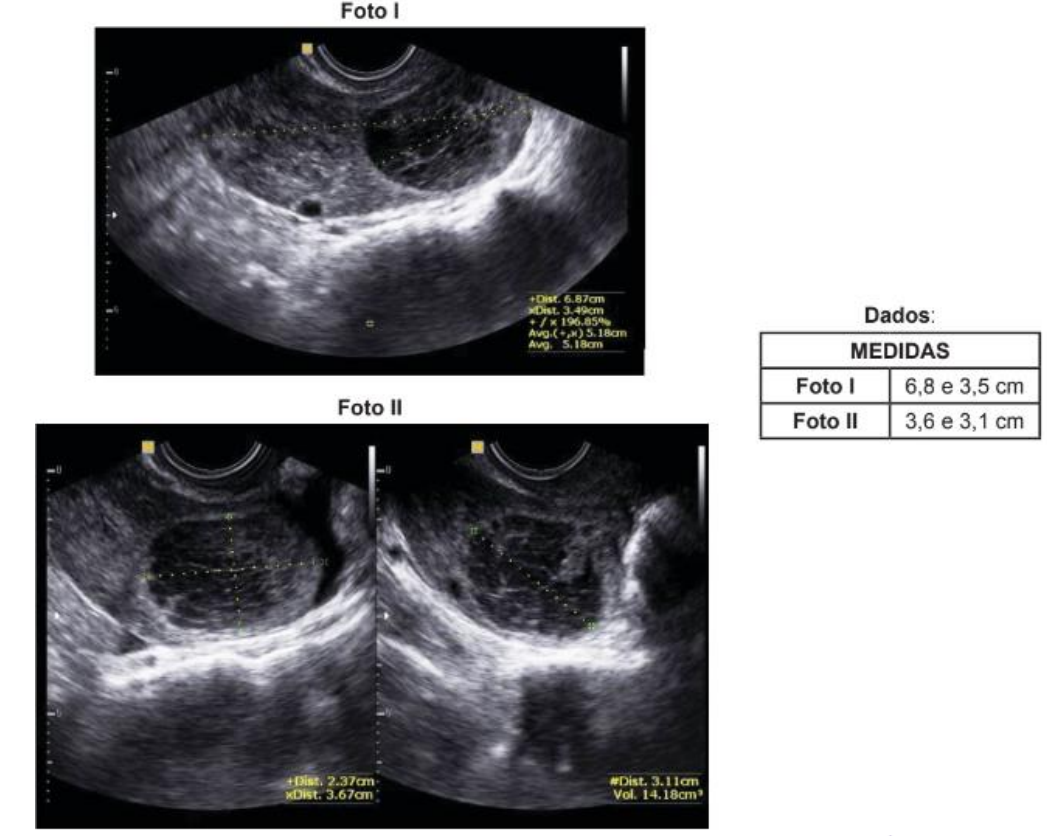 Foto I
+Dist. 6.87cm
xDist. 3.49cm
+ / x 196.85%
Avg.(+,x) 5.18cm
Avg. 5.18cm
Dados:
MEDIDAS
Foto I 6,8 e 3,5 cm
Foto II 3,6 e 3,1 cm
Foto II
+Dist. 2.37cm
xDist. 3.67cm
#Dist. 3.11cm
Vol. 14.18cm³